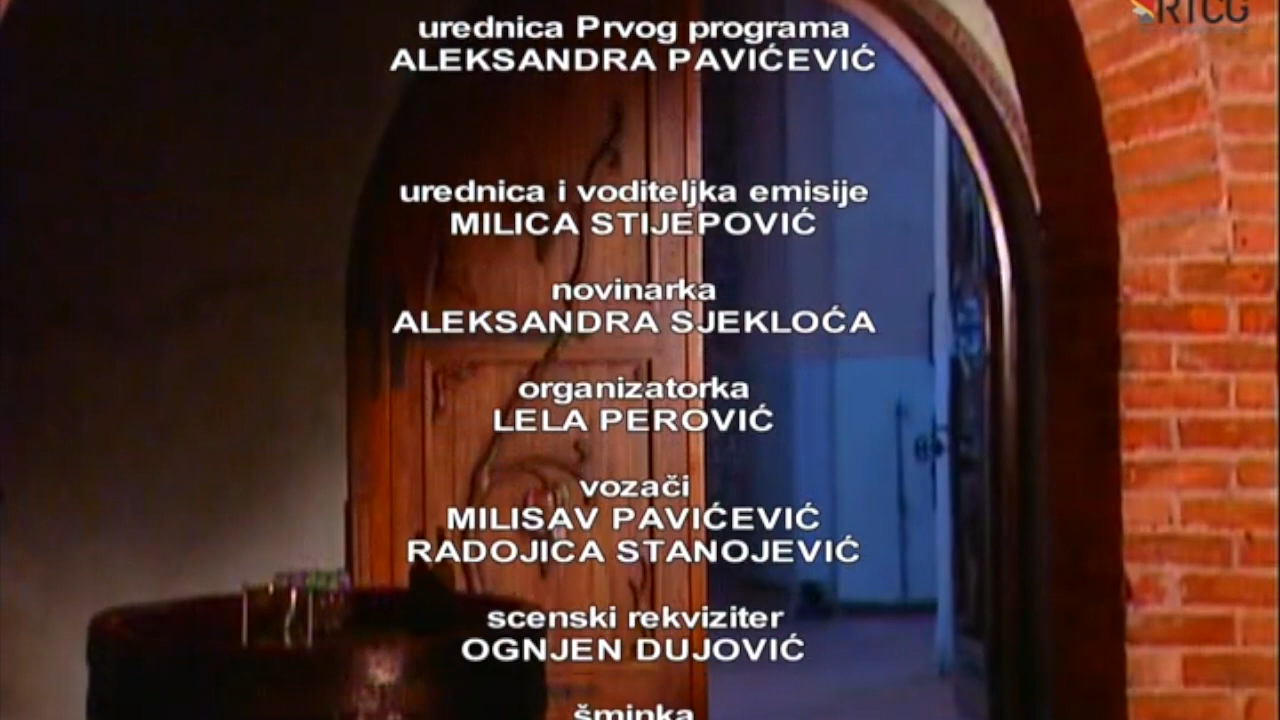 RTCG
urednica Prvog programa
ALEKSANDRA PAVIĆEVIĆ
urednica i voditeljka emisije
MILICA STIJEPOVIĆ
novinarka
ALEKSANDRA SJEKLOĆA
organizatorka
LELA PEROVIĆ
vozači
MILISAV PAVIĆEVIĆ
RADOJICA STANOJEVIĆ
scenski rekviziter
OGNJEN DUJOVIĆ
šminka